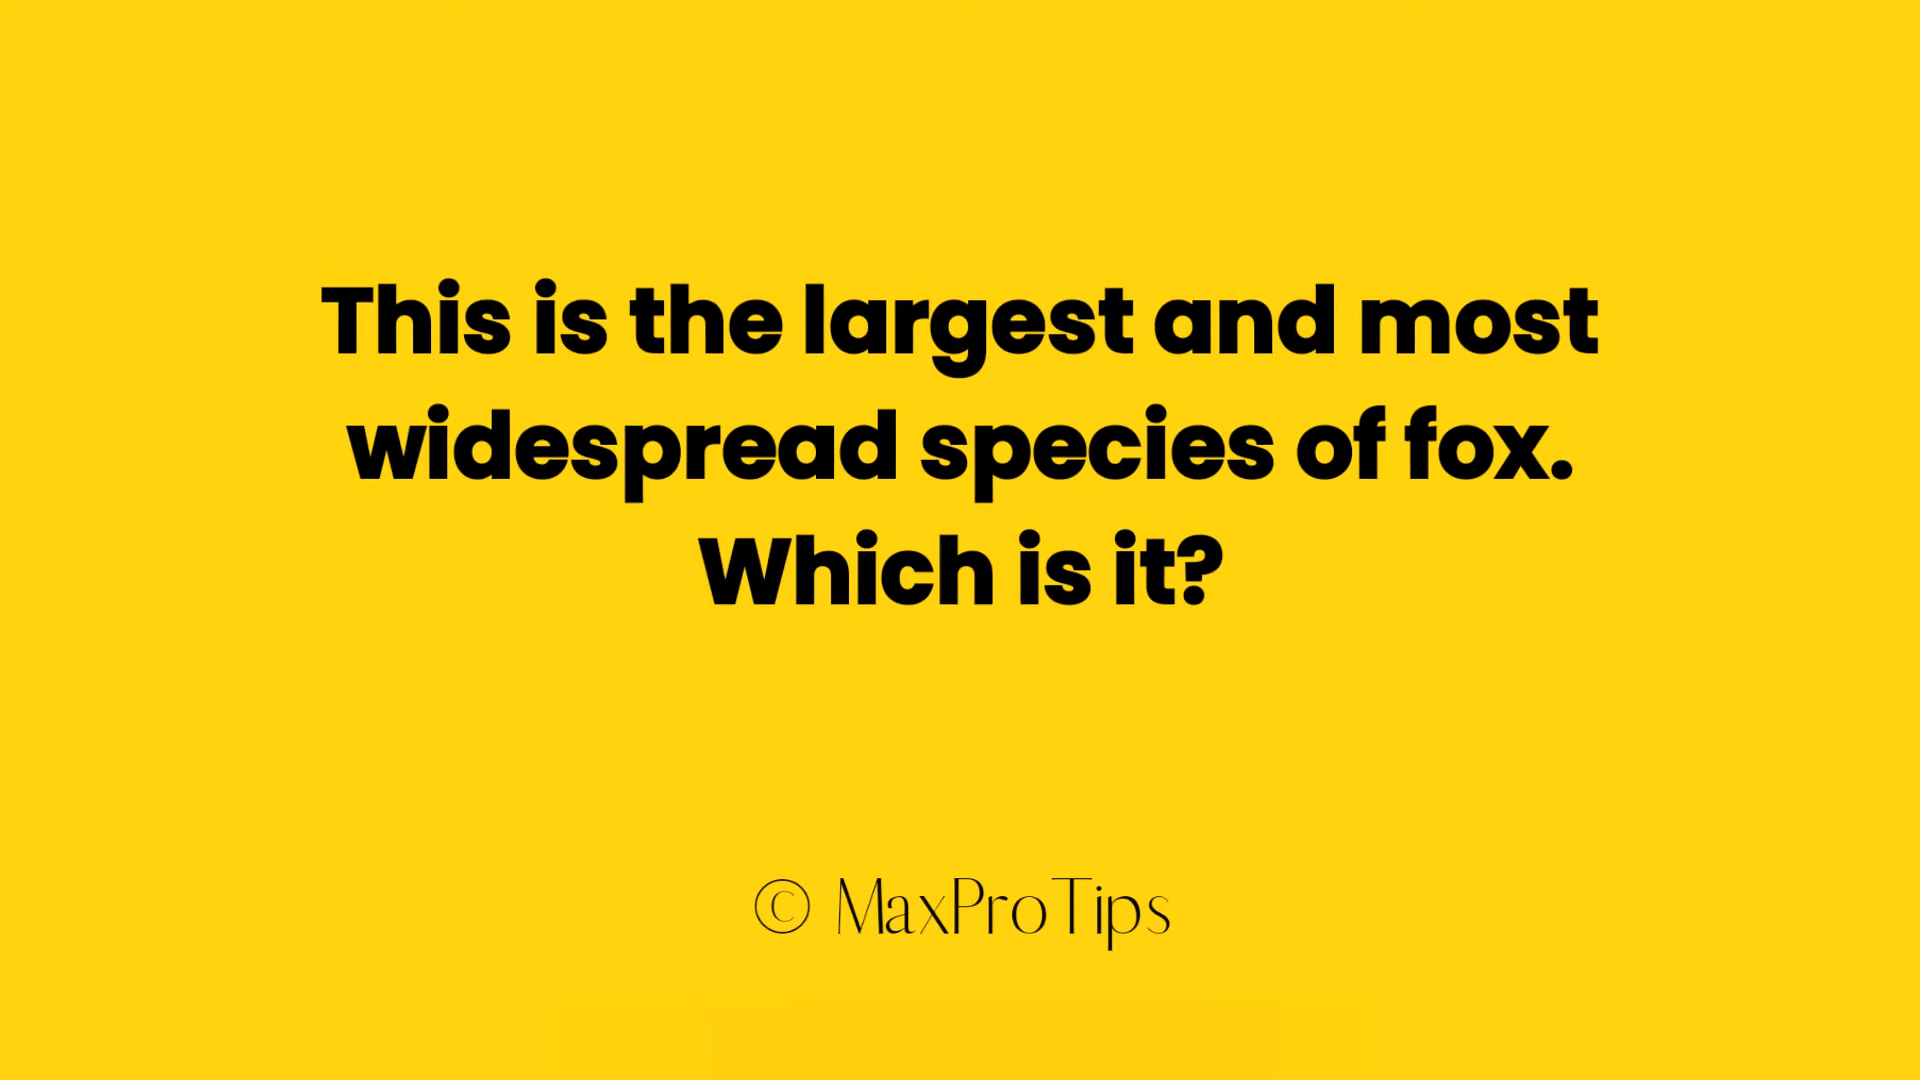 This is the largest and most
widespread species of fox.
Which is it?
© MaxProTips